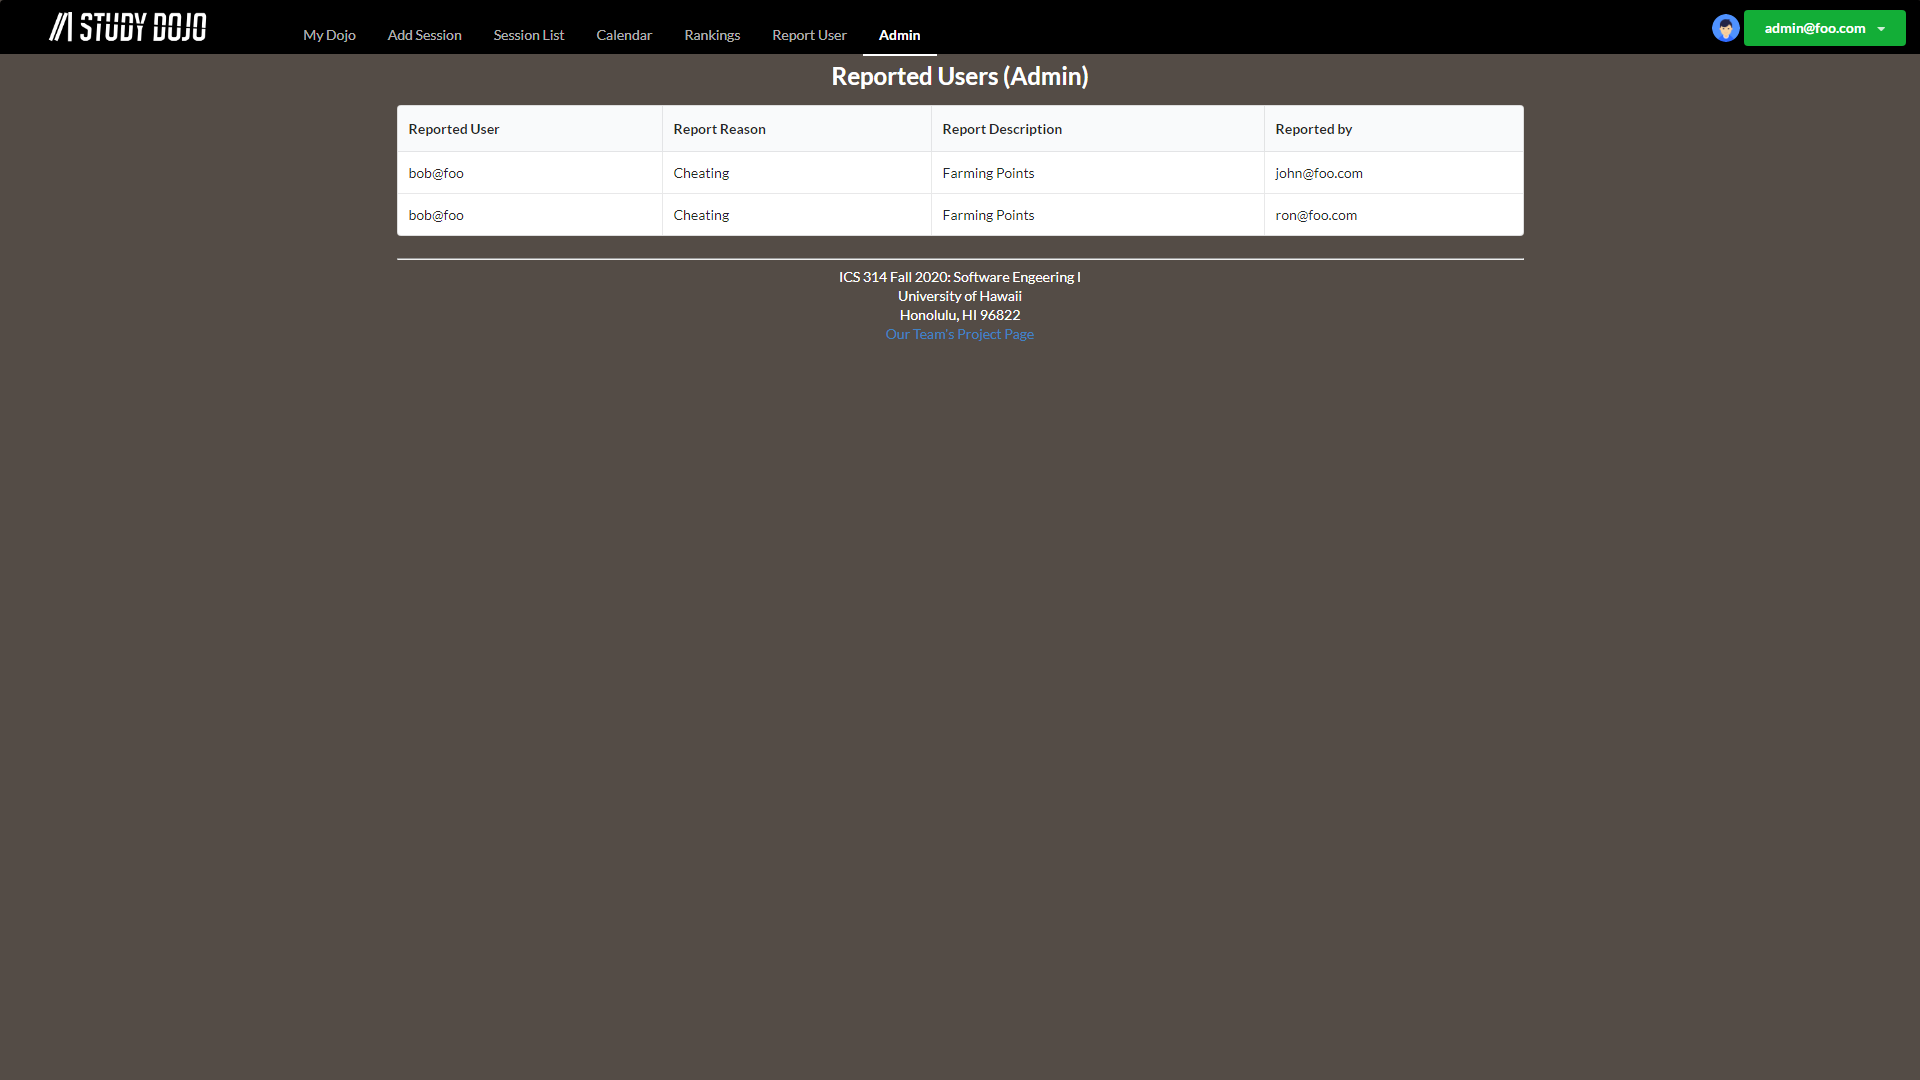 STUDY DOJO
My Dojo Add Session Session List Calendar Rankings Report User Admin admin@foo.com
Reported Users (Admin)
Reported User Report Reason Report Description Reported by
bob@foo Cheating Farming Points john@foo.com
bob@foo Cheating Farming Points ron@foo.com
ICS 314 Fall 2020: Software Engeering I
University of Hawaii
Honolulu, HI 96822
Our Team's Project Page